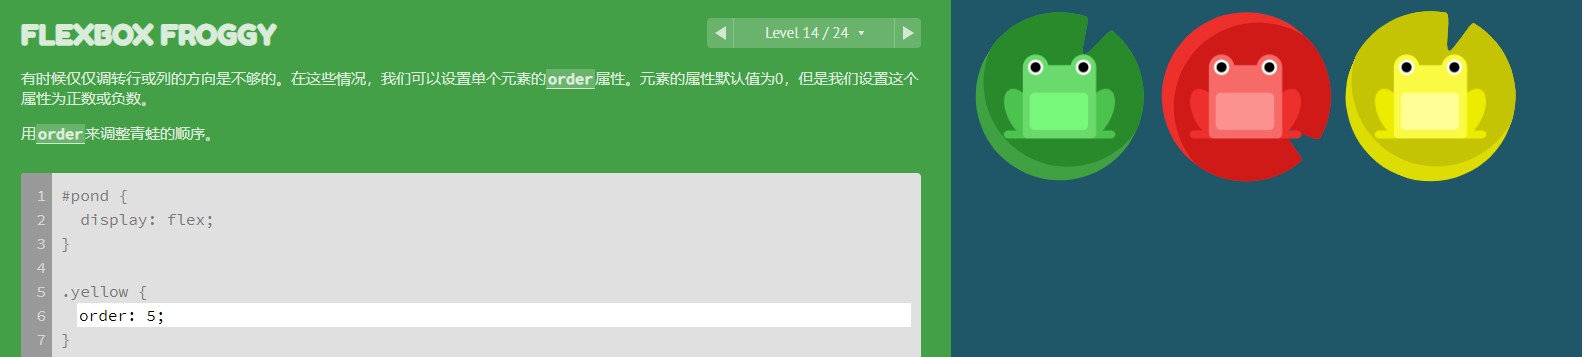 FLEXBOX FROGGY
Level 14 / 24
有时候仅仅调转行或列的方向是不够的。在这些情况，我们可以设置单个元素的order属性。元素的属性默认值为0，但是我们设置这个
属性为正数或负数。
用order来调整青蛙的顺序。
1 #pond {
2 display: flex;
3 }
4
5 .yellow {
6 order: 5;
7 }